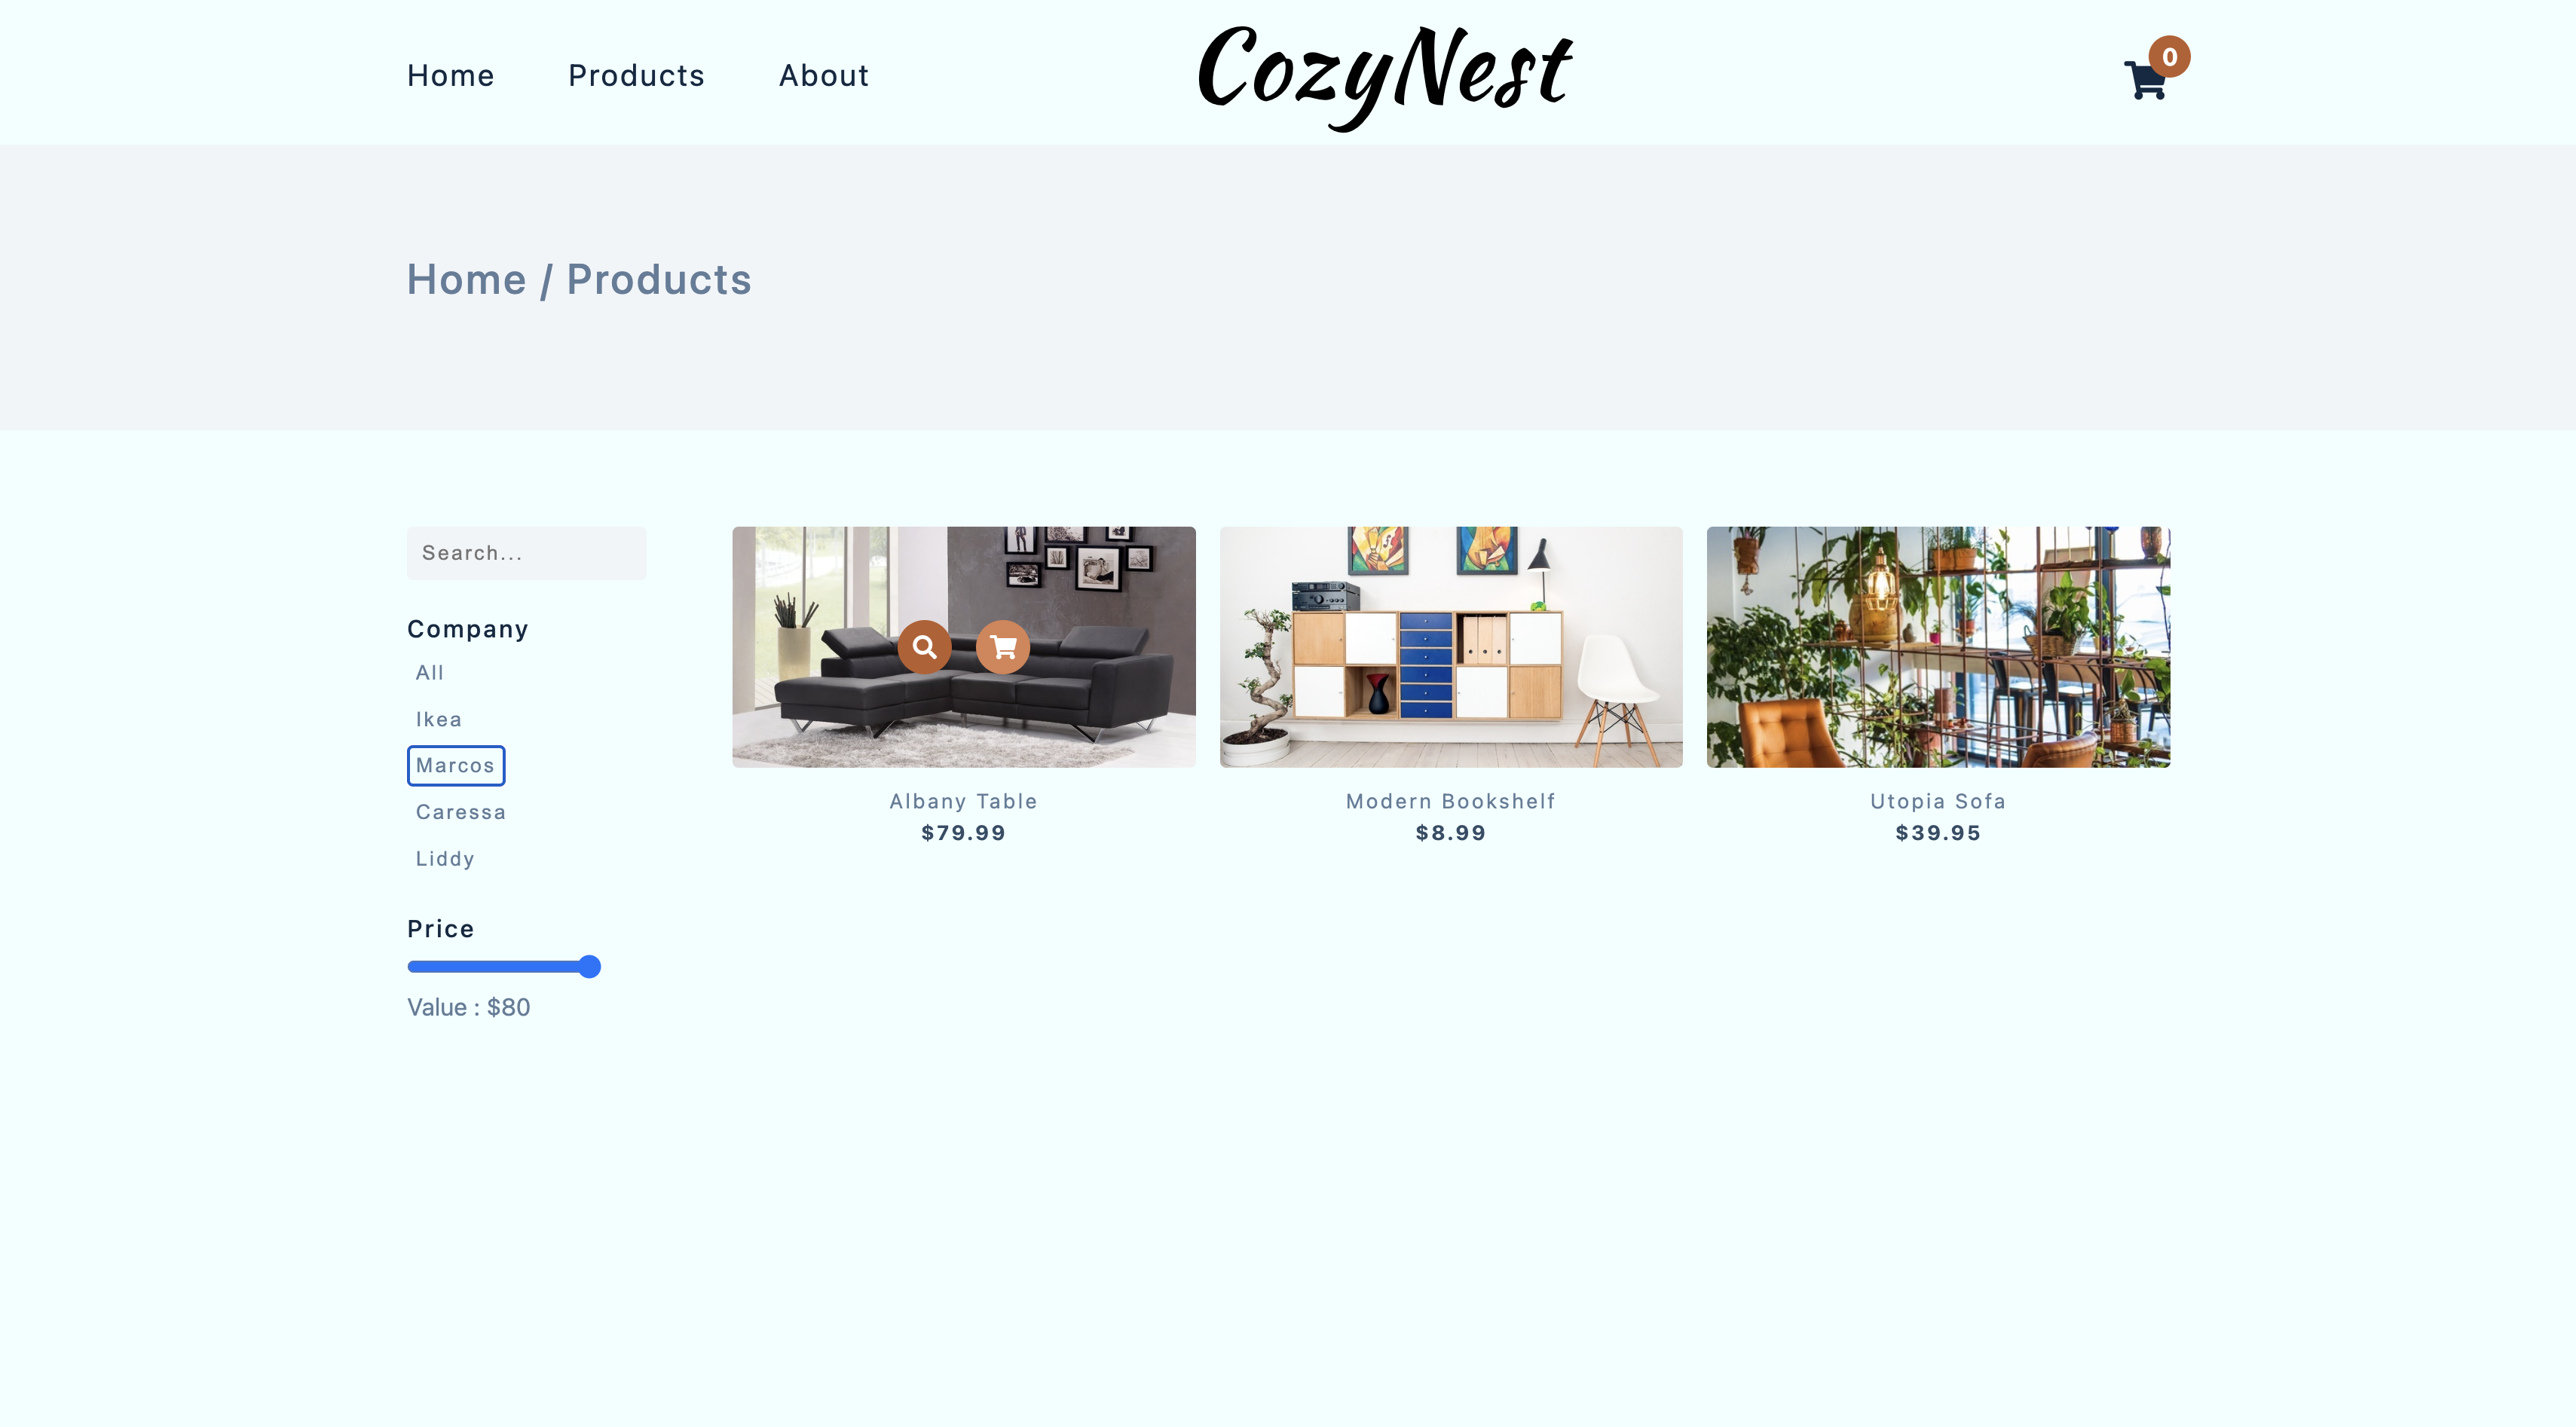 Home Products About CozyNest 0
Home / Products
Search...
Company
All
Ikea
Marcos
Caressa
Liddy
Price
Value : $80
Albany Table
$79.99
Modern Bookshelf
$8.99
Utopia Sofa
$39.95